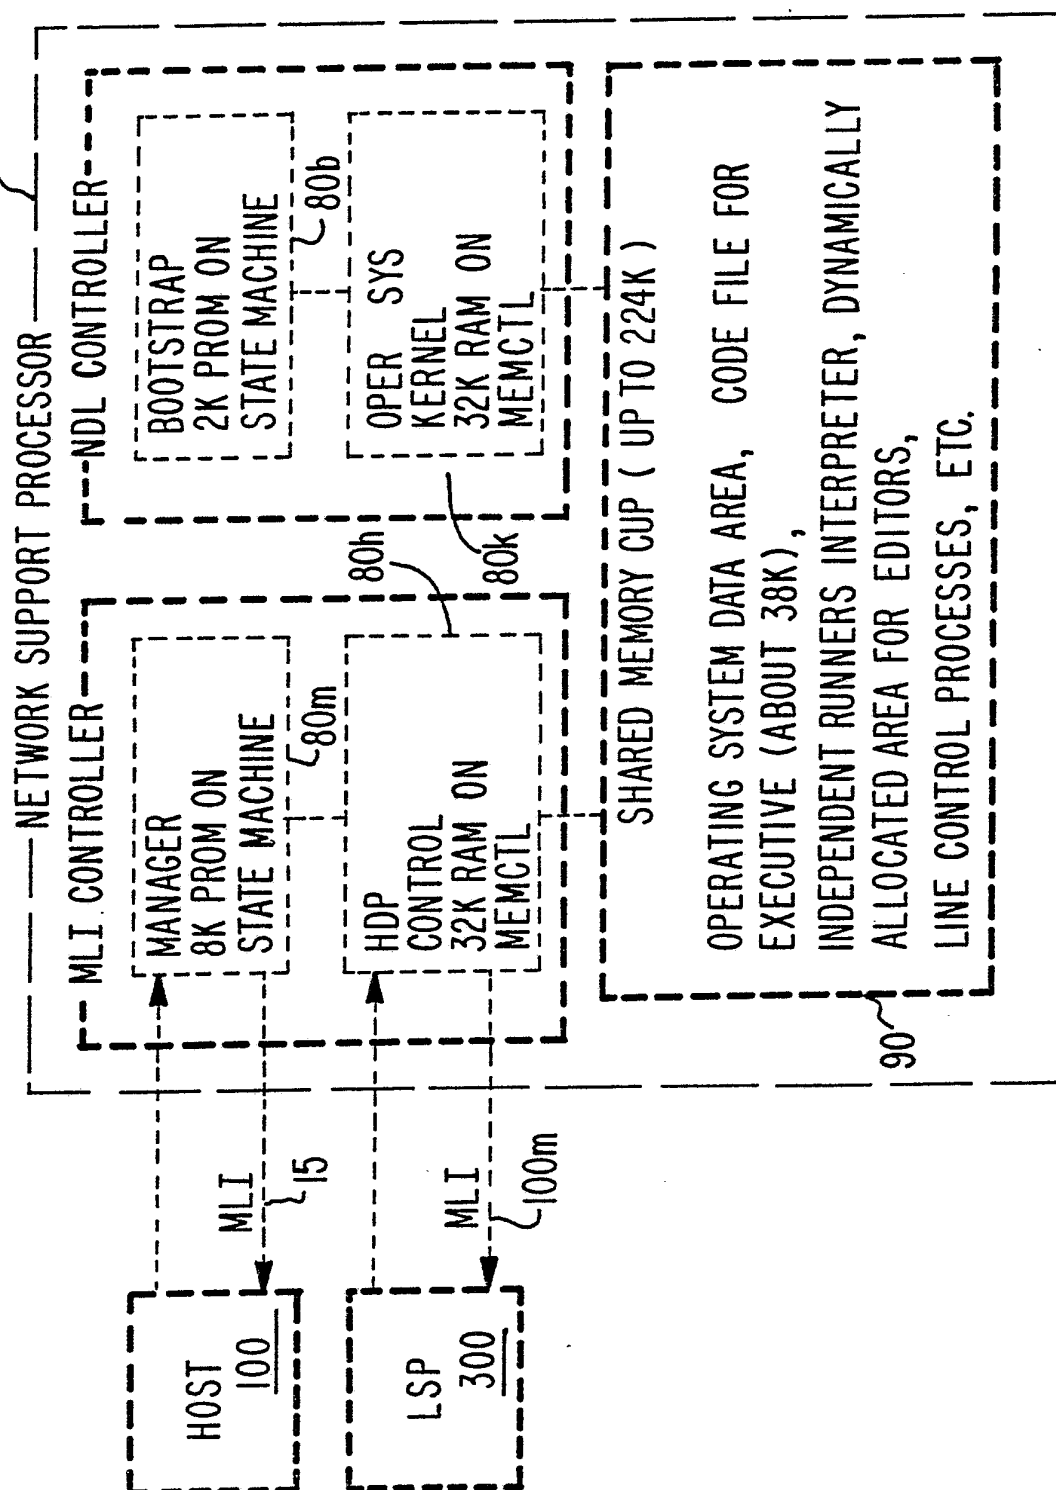 NETWORK SUPPORT PROCESSOR
MLI CONTROLLER
MANAGER
8K PROM ON
STATE MACHINE
80m
HDP
CONTROL
32K RAM ON
MEMCTL
80h
NDL CONTROLLER
BOOTSTRAP
2K PROM ON
STATE MACHINE
80b
OPER SYS
KERNEL
32K RAM ON
MEMCTL
80k
HOST
100
MLI
15
LSP
300
MLI
100m
SHARED MEMORY CUP ( UP TO 224K )
OPERATING SYSTEM DATA AREA, CODE FILE FOR
EXECUTIVE (ABOUT 38K),
INDEPENDENT RUNNERS INTERPRETER, DYNAMICALLY
ALLOCATED AREA FOR EDITORS,
LINE CONTROL PROCESSES, ETC.
90